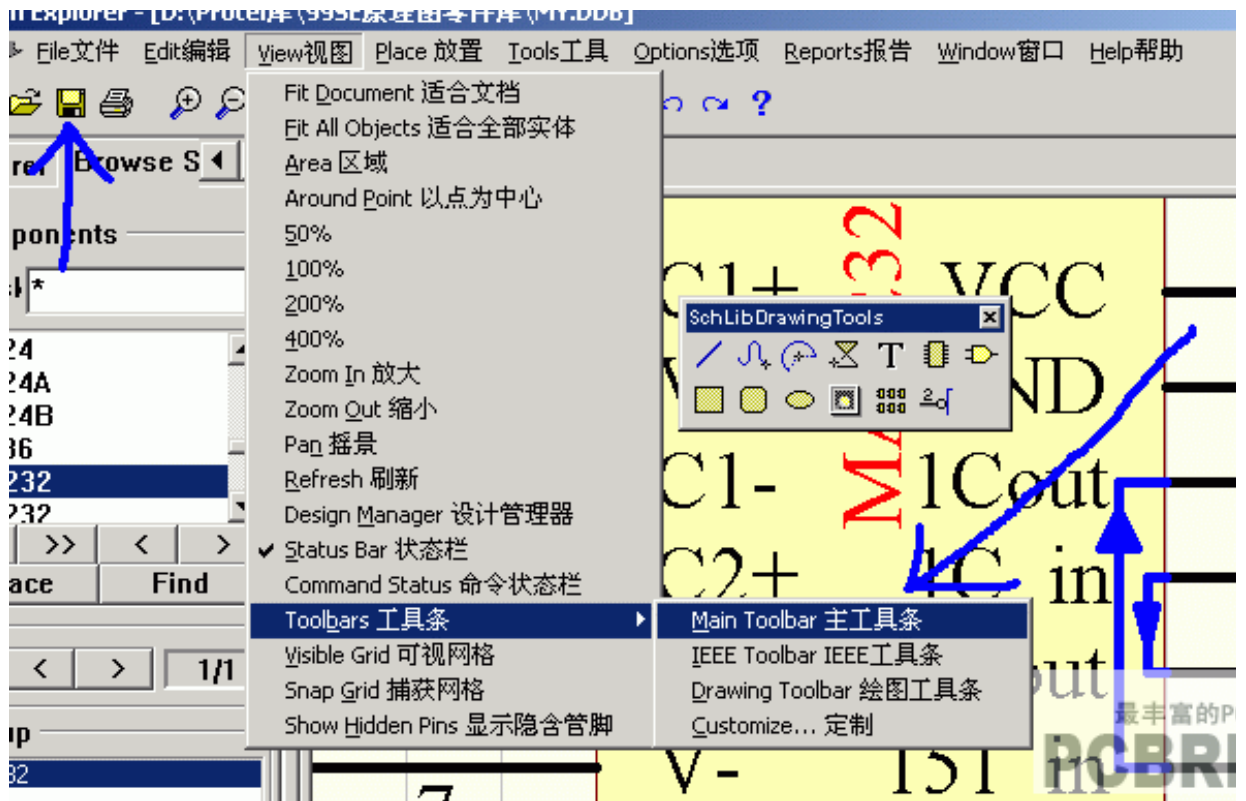 Explorer - [D:\Protel库\99SE原理图零件库\MY.DDB]
File文件 Edit编辑 View视图 Place 放置 Tools工具 Options选项 Reports报告 Window窗口 Help帮助
Browse S
ponents
*
24
24A
24B
36
232
232
>> < >
ace Find
< > 1/1
up
32
Fit Document 适合文档
Fit All Objects 适合全部实体
Area 区域
Around Point 以点为中心
50%
100%
200%
400%
Zoom In 放大
Zoom Out 缩小
Pan 摇景
Refresh 刷新
Design Manager 设计管理器
Status Bar 状态栏
Command Status 命令状态栏
Toolbars 工具条
Visible Grid 可视网格
Snap Grid 捕获网格
Show Hidden Pins 显示隐含管脚
Main Toolbar 主工具条
IEEE Toolbar IEEE工具条
Drawing Toolbar 绘图工具条
Customize... 定制
SchLibDrawingTools
T
C1+ VCC
ND
C1- 1Cout
C2+ 1C in
out
V- 151 in
7
最丰富的P
PCBR